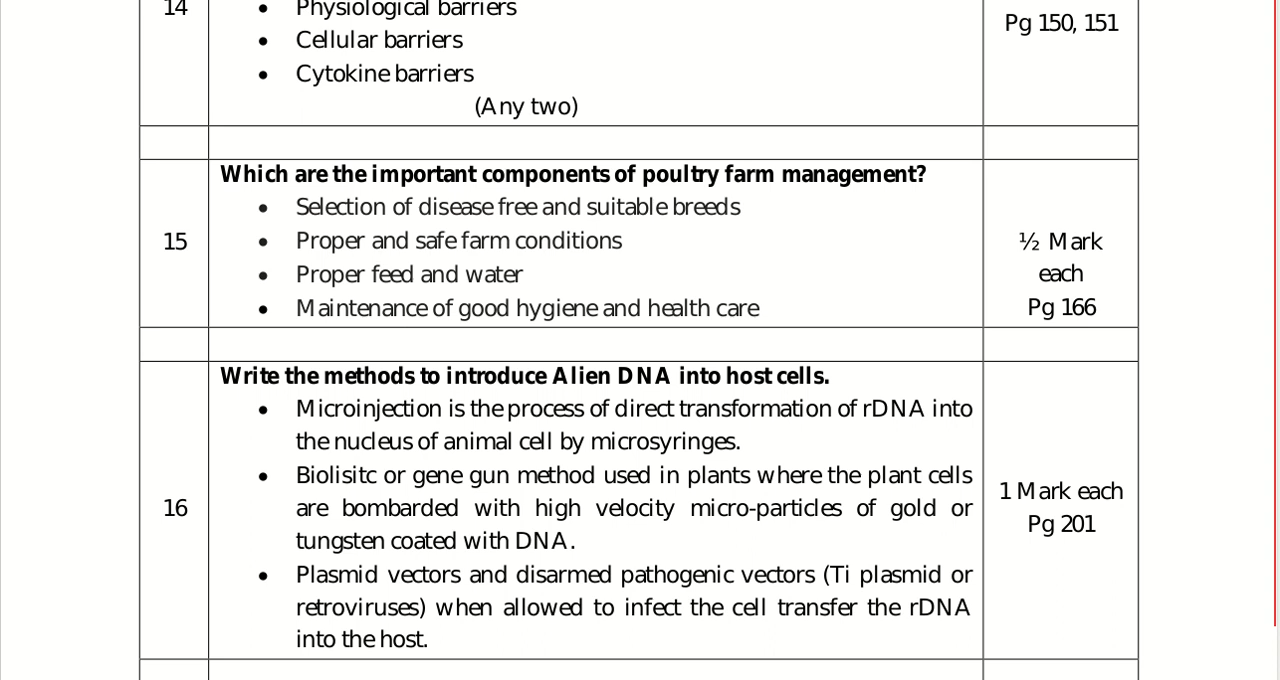 14
Physiological barriers
Pg 150, 151
• Cellular barriers
• Cytokine barriers
(Any two)
Which are the important components of poultry farm management?
• Selection of disease free and suitable breeds
15
• Proper and safe farm conditions
½ Mark
• Proper feed and water
each
• Maintenance of good hygiene and health care
Pg 166
Write the methods to introduce Alien DNA into host cells.
• Microinjection is the process of direct transformation of rDNA into
the nucleus of animal cell by microsyringes.
• Biolisitc or gene gun method used in plants where the plant cells
1 Mark each
16
are bombarded with high velocity micro-particles of gold or
Pg 201
tungsten coated with DNA.
• Plasmid vectors and disarmed pathogenic vectors (Ti plasmid or
retroviruses) when allowed to infect the cell transfer the rDNA
into the host.